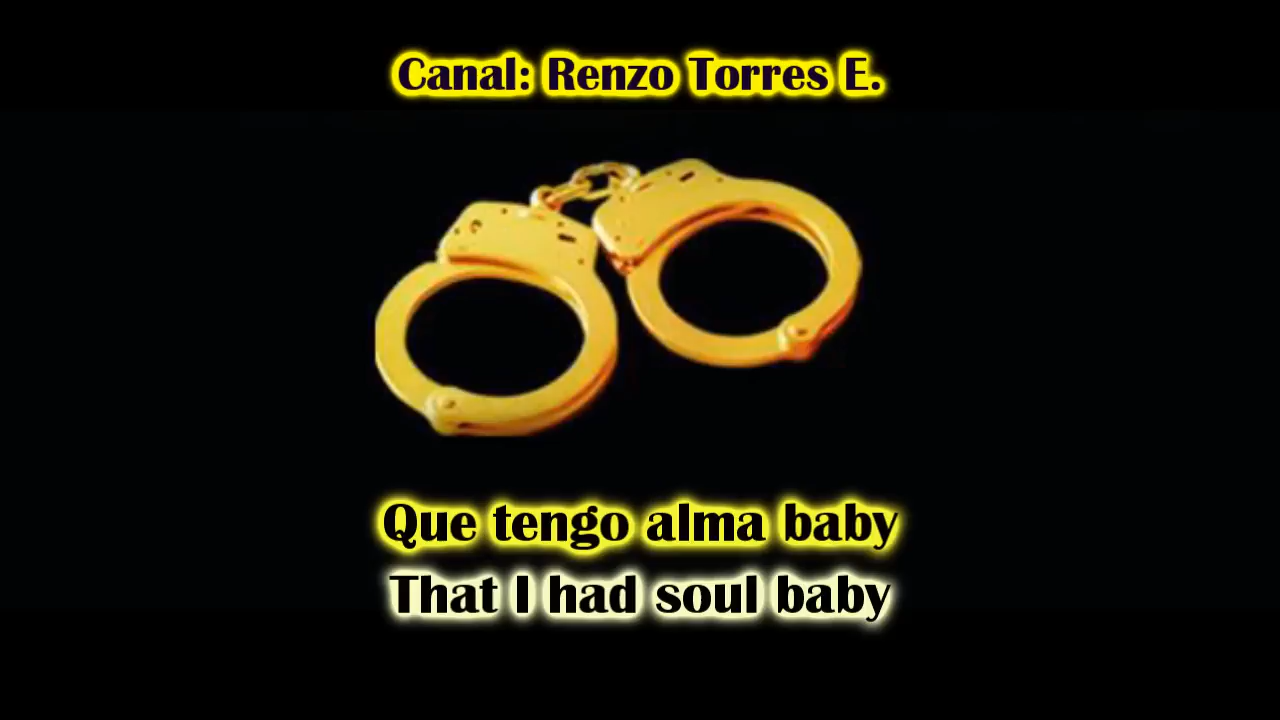 Canal: Renzo Torres E.
Que tengo alma baby
That I had soul baby